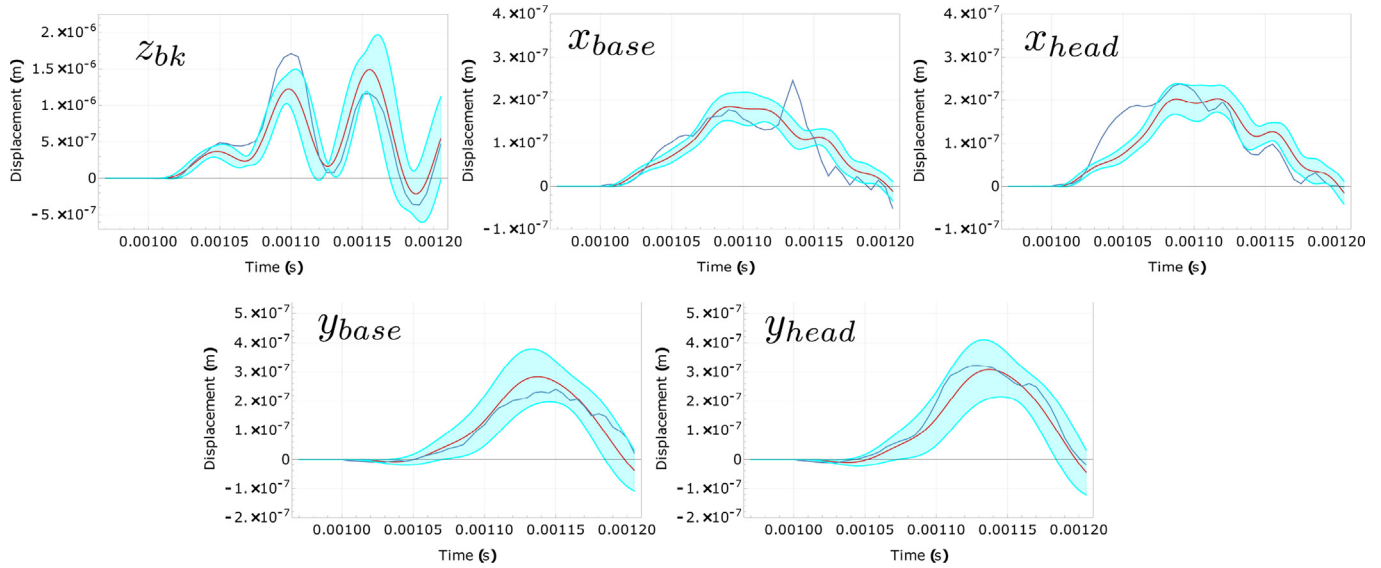 z_bk
Displacement (m)
2.×10⁻⁶
1.5×10⁻⁶
1.×10⁻⁶
5.×10⁻⁷
0
-5.×10⁻⁷
0.00100 0.00105 0.00110 0.00115 0.00120
Time (s)
x_base
Displacement (m)
4.×10⁻⁷
3.×10⁻⁷
2.×10⁻⁷
1.×10⁻⁷
0
-1.×10⁻⁷
0.00100 0.00105 0.00110 0.00115 0.00120
Time (s)
x_head
Displacement (m)
4.×10⁻⁷
3.×10⁻⁷
2.×10⁻⁷
1.×10⁻⁷
0
-1.×10⁻⁷
0.00100 0.00105 0.00110 0.00115 0.00120
Time (s)
y_base
Displacement (m)
5.×10⁻⁷
4.×10⁻⁷
3.×10⁻⁷
2.×10⁻⁷
1.×10⁻⁷
0
-1.×10⁻⁷
-2.×10⁻⁷
0.00100 0.00105 0.00110 0.00115 0.00120
Time (s)
y_head
Displacement (m)
5.×10⁻⁷
4.×10⁻⁷
3.×10⁻⁷
2.×10⁻⁷
1.×10⁻⁷
0
-1.×10⁻⁷
-2.×10⁻⁷
0.00100 0.00105 0.00110 0.00115 0.00120
Time (s)